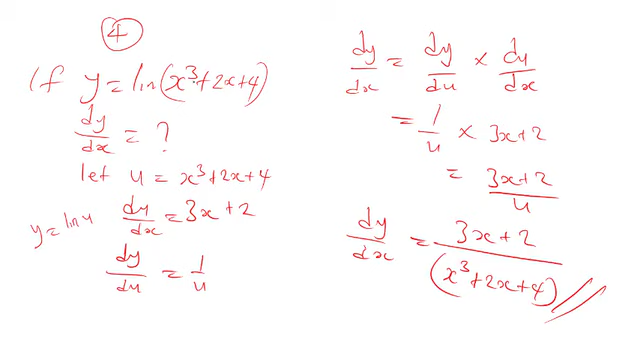 4
If y = ln(x³+2x+4)
dy/dx = ?
let u = x³+2x+4
y = ln u du/dx = 3x+2
dy/du = 1/u
dy/dx = dy/du × du/dx
= 1/u × 3x+2
= 3x+2/u
dy/dx = 3x+2/(x³+2x+4) //